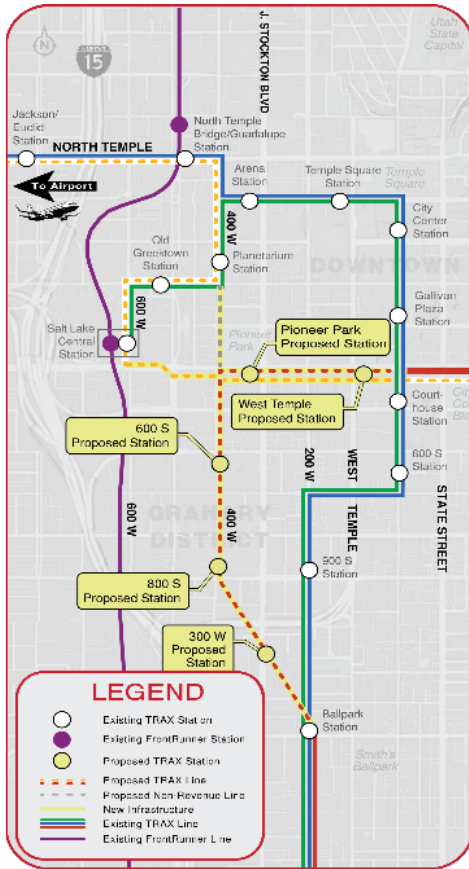 J. STOCKTON BLVD
Utah
State
Capitol
N
15
North Temple
Bridge/Guadalupe
Station
Jackson/
Euclid
Station
NORTH TEMPLE
To Airport
Arena
Station
Temple Square
Station
Temple
Square
400 W
City
Center
Station
Old
Greektown
Station
Planetarium
Station
DOWNTOWN
600 W
Gallivan
Plaza
Station
Salt Lake
Central
Station
Pioneer
Park
Pioneer Park
Proposed Station
West Temple
Proposed Station
Court-
house
Station
600 S
Proposed Station
600 S
Station
WEST
TEMPLE
200 W
STATE STREET
600 W
400 W
GRANARY
DISTRICT
900 S
Station
800 S
Proposed Station
300 W
Proposed
Station
Ballpark
Station
Smith's
Ballpark
LEGEND
Existing TRAX Station
Existing FrontRunner Station
Proposed TRAX Station
Proposed TRAX Line
Proposed Non-Revenue Line
New Infrastructure
Existing TRAX Line
Existing FrontRunner Line